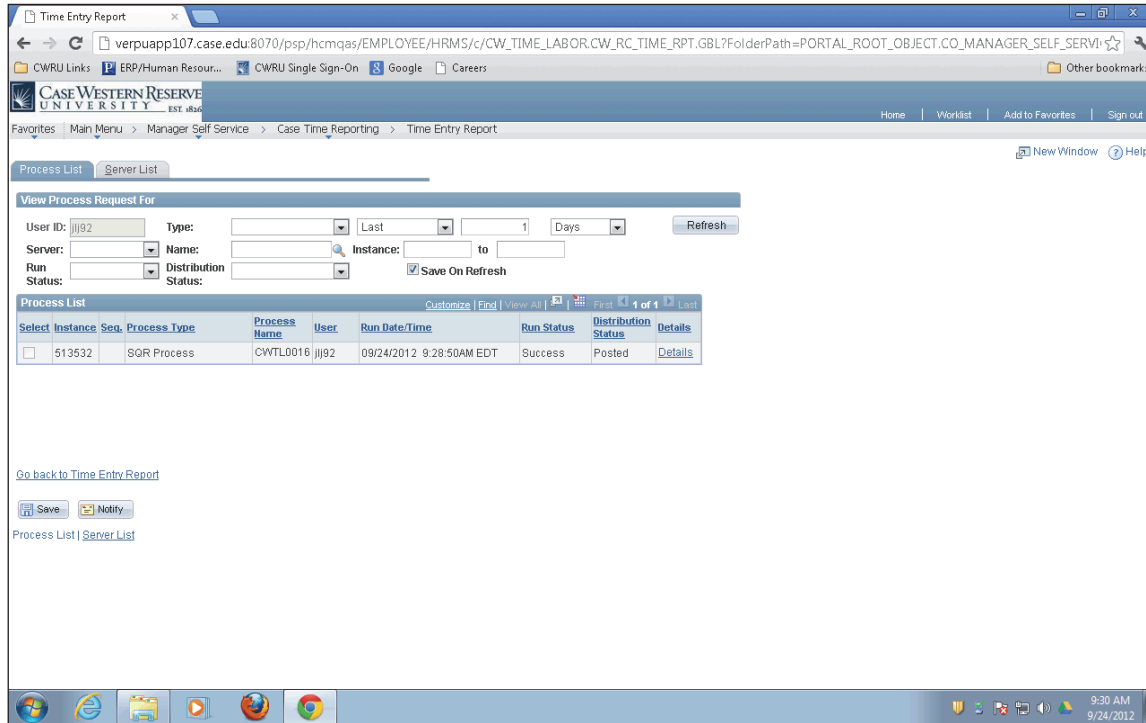 Time Entry Report
verpuapp107.case.edu:8070/psp/hcmqas/EMPLOYEE/HRMS/c/CW_TIME_LABOR.CW_RC_TIME_RPT.GBL?FolderPath=PORTAL_ROOT_OBJECT.CO_MANAGER_SELF_SERVI
CWRU Links ERP/Human Resour... CWRU Single Sign-On Google Careers Other bookmark
CASE WESTERN RESERVE
UNIVERSITY EST. 1826
Home | Worklist | Add to Favorites | Sign out
Favorites Main Menu > Manager Self Service > Case Time Reporting > Time Entry Report
New Window Help
Process List Server List
View Process Request For
User ID: jlj92 Type: Last 1 Days Refresh
Server: Name: Instance: to
Run Status: Distribution Status: Save On Refresh
Process List Customize | Find | View All | First 1 of 1 Last
Select Instance Seq. Process Type Process Name User Run Date/Time Run Status Distribution Status Details
513532 SQR Process CWTL0016 jlj92 09/24/2012 9:28:50AM EDT Success Posted Details
Go back to Time Entry Report
Save Notify
Process List | Server List
9:30 AM
9/24/2012